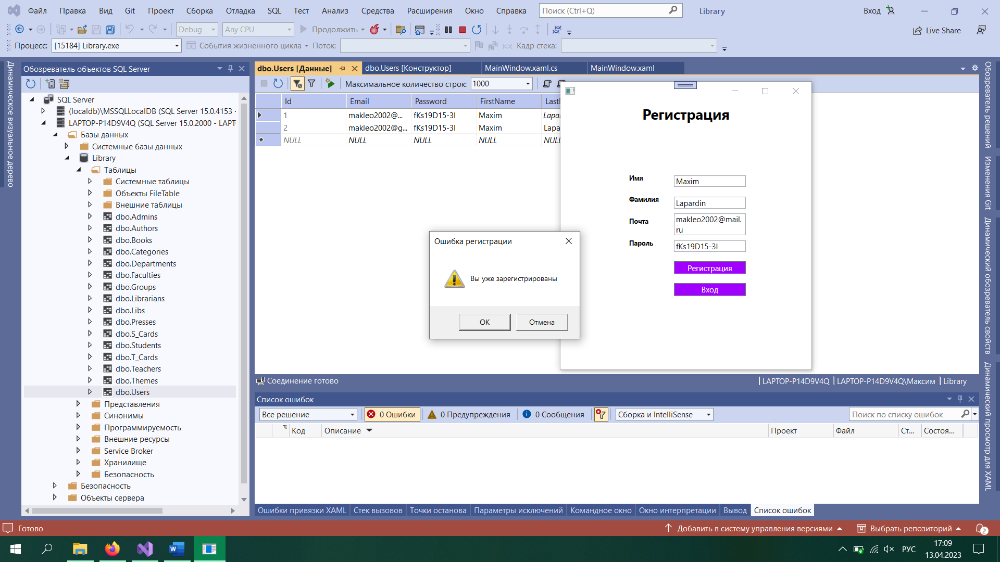 Файл Правка Вид Git Проект Сборка Отладка SQL Тест Анализ Средства Расширения Окно Справка Поиск (Ctrl+Q) Library Вход
Debug Any CPU Продолжить Live Share
Процесс: [15184] Library.exe События жизненного цикла Поток: Кадр стека:
Динамическое визуальное дерево
Обозреватель объектов SQL Server
SQL Server
(localdb)\MSSQLLocalDB (SQL Server 15.0.4153 -
LAPTOP-P14D9V4Q (SQL Server 15.0.2000 - LAPT
Базы данных
Системные базы данных
Library
Таблицы
Системные таблицы
Объекты FileTable
Внешние таблицы
dbo.Admins
dbo.Authors
dbo.Books
dbo.Categories
dbo.Departments
dbo.Faculties
dbo.Groups
dbo.Librarians
dbo.Libs
dbo.Presses
dbo.S_Cards
dbo.Students
dbo.T_Cards
dbo.Teachers
dbo.Themes
dbo.Users
Представления
Синонимы
Программируемость
Внешние ресурсы
Service Broker
Хранилище
Безопасность
Безопасность
Объекты сервера
dbo.Users [Данные] dbo.Users [Конструктор] MainWindow.xaml.cs MainWindow.xaml
Максимальное количество строк: 1000
Id Email Password FirstName Last
1 makleo2002@... fKs19D15-3I Maxim Lapa
2 makleo2002@g... fKs19D15-3I Maxim Lapa
NULL NULL NULL NULL NULL
Регистрация
Имя Maxim
Фамилия Lapardin
Почта makleo2002@mail.
ru
Пароль fKs19D15-3I
Регистрация
Вход
Ошибка регистрации
Вы уже зарегистрированы
OK Отмена
Соединение готово LAPTOP-P14D9V4Q LAPTOP-P14D9V4Q\Максим Library
Список ошибок
Все решение 0 Ошибки 0 Предупреждения 0 Сообщения Сборка и IntelliSense Поиск по списку ошибок
Код Описание Проект Файл Ст... Состоя...
Ошибки привязки XAML Стек вызовов Точки останова Параметры исключений Командное окно Окно интерпретации Вывод Список ошибок
Обозреватель решений
Изменения Git
Динамический обозреватель свойств
Динамический просмотр для XAML
Готово Добавить в систему управления версиями Выбрать репозиторий 2
РУС 17:09
13.04.2023